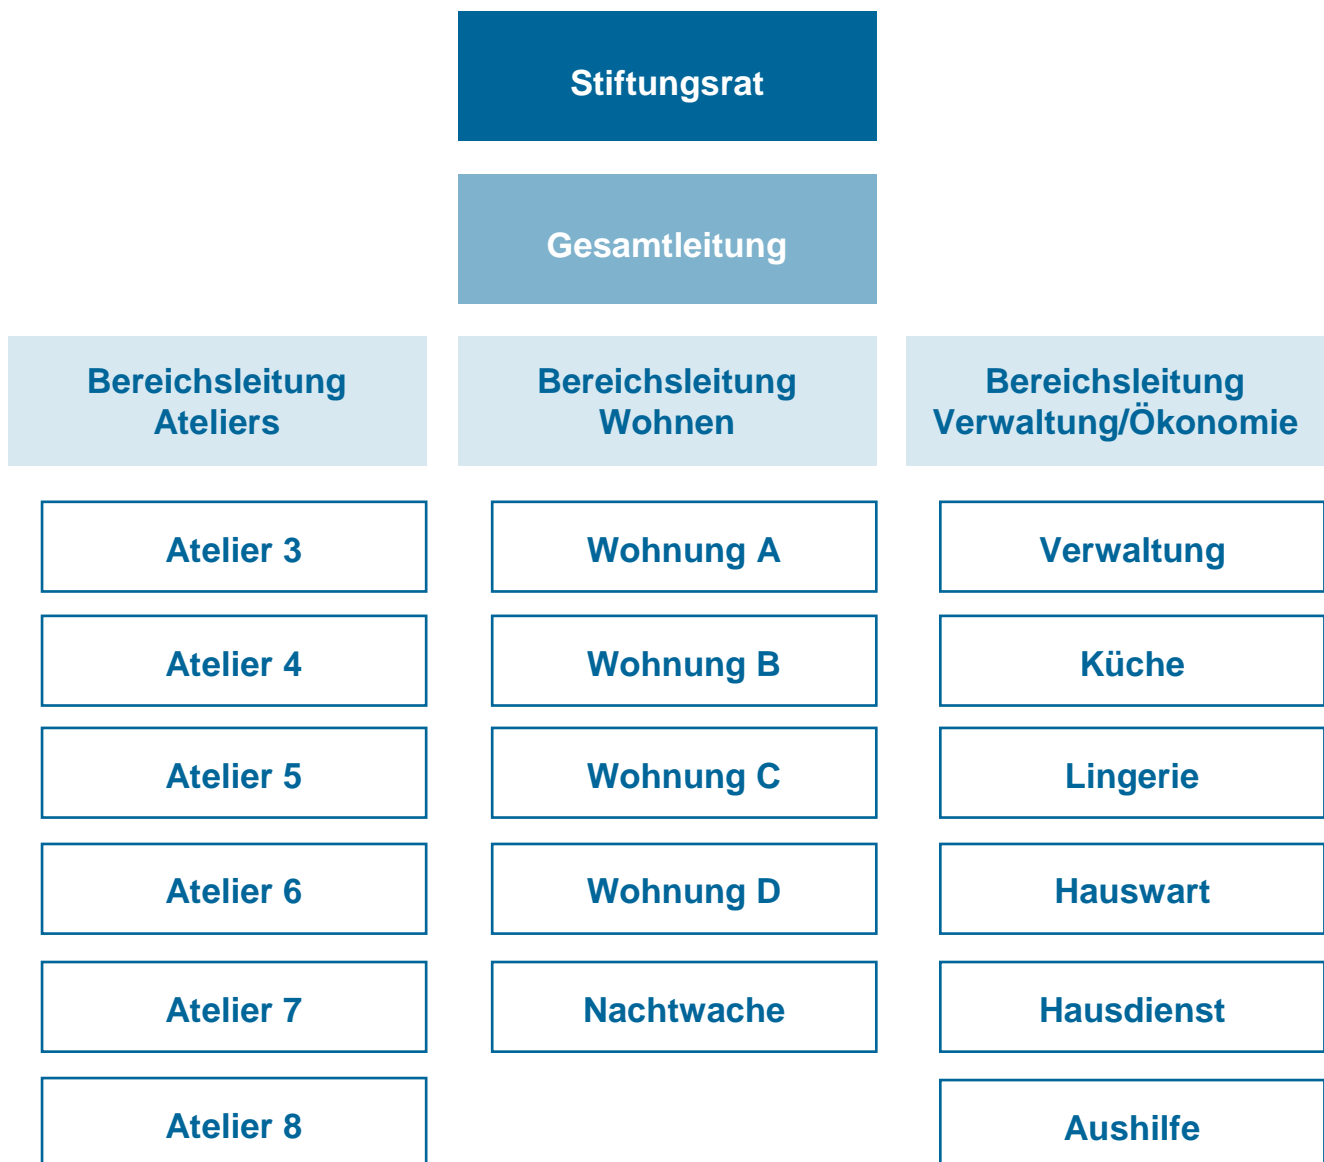 Stiftungsrat
Gesamtleitung
Bereichsleitung
Ateliers
Bereichsleitung
Wohnen
Bereichsleitung
Verwaltung/Ökonomie
Atelier 3
Wohnung A
Verwaltung
Atelier 4
Wohnung B
Küche
Atelier 5
Wohnung C
Lingerie
Atelier 6
Wohnung D
Hauswart
Atelier 7
Nachtwache
Hausdienst
Atelier 8
Aushilfe